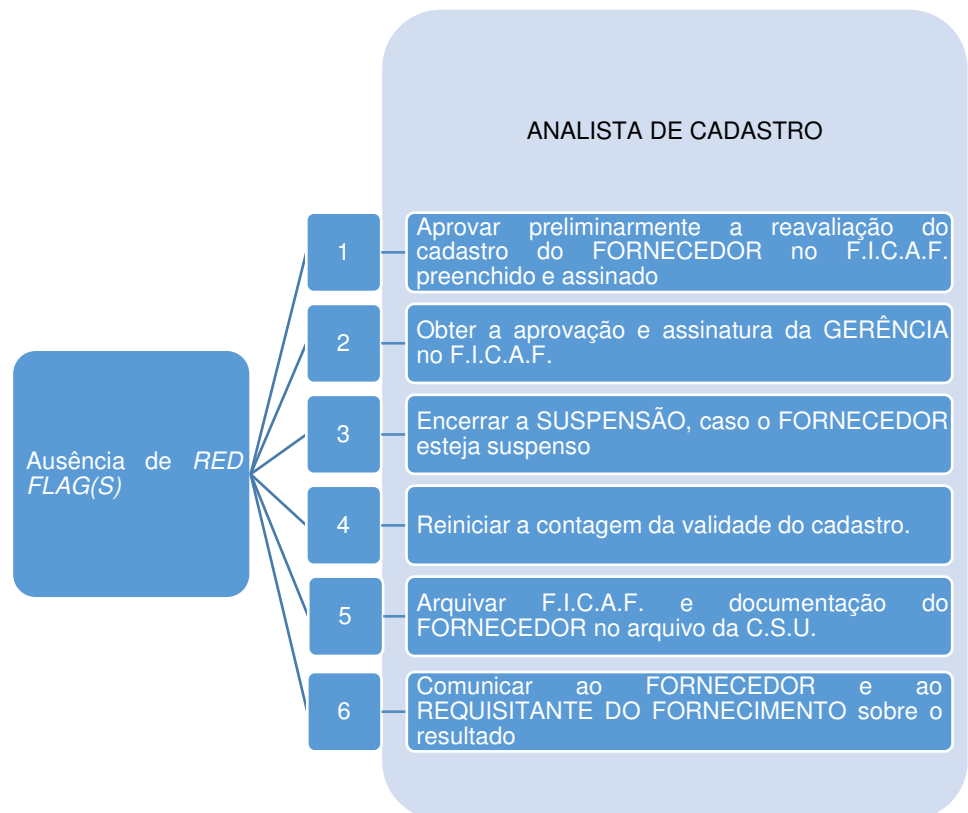 ANALISTA DE CADASTRO
Ausência de RED
FLAG(S)
1
Aprovar preliminarmente a reavaliação do
cadastro do FORNECEDOR no F.I.C.A.F.
preenchido e assinado
2
Obter a aprovação e assinatura da GERÊNCIA
no F.I.C.A.F.
3
Encerrar a SUSPENSÃO, caso o FORNECEDOR
esteja suspenso
4
Reiniciar a contagem da validade do cadastro.
5
Arquivar F.I.C.A.F. e documentação do
FORNECEDOR no arquivo da C.S.U.
6
Comunicar ao FORNECEDOR e ao
REQUISITANTE DO FORNECIMENTO sobre o
resultado